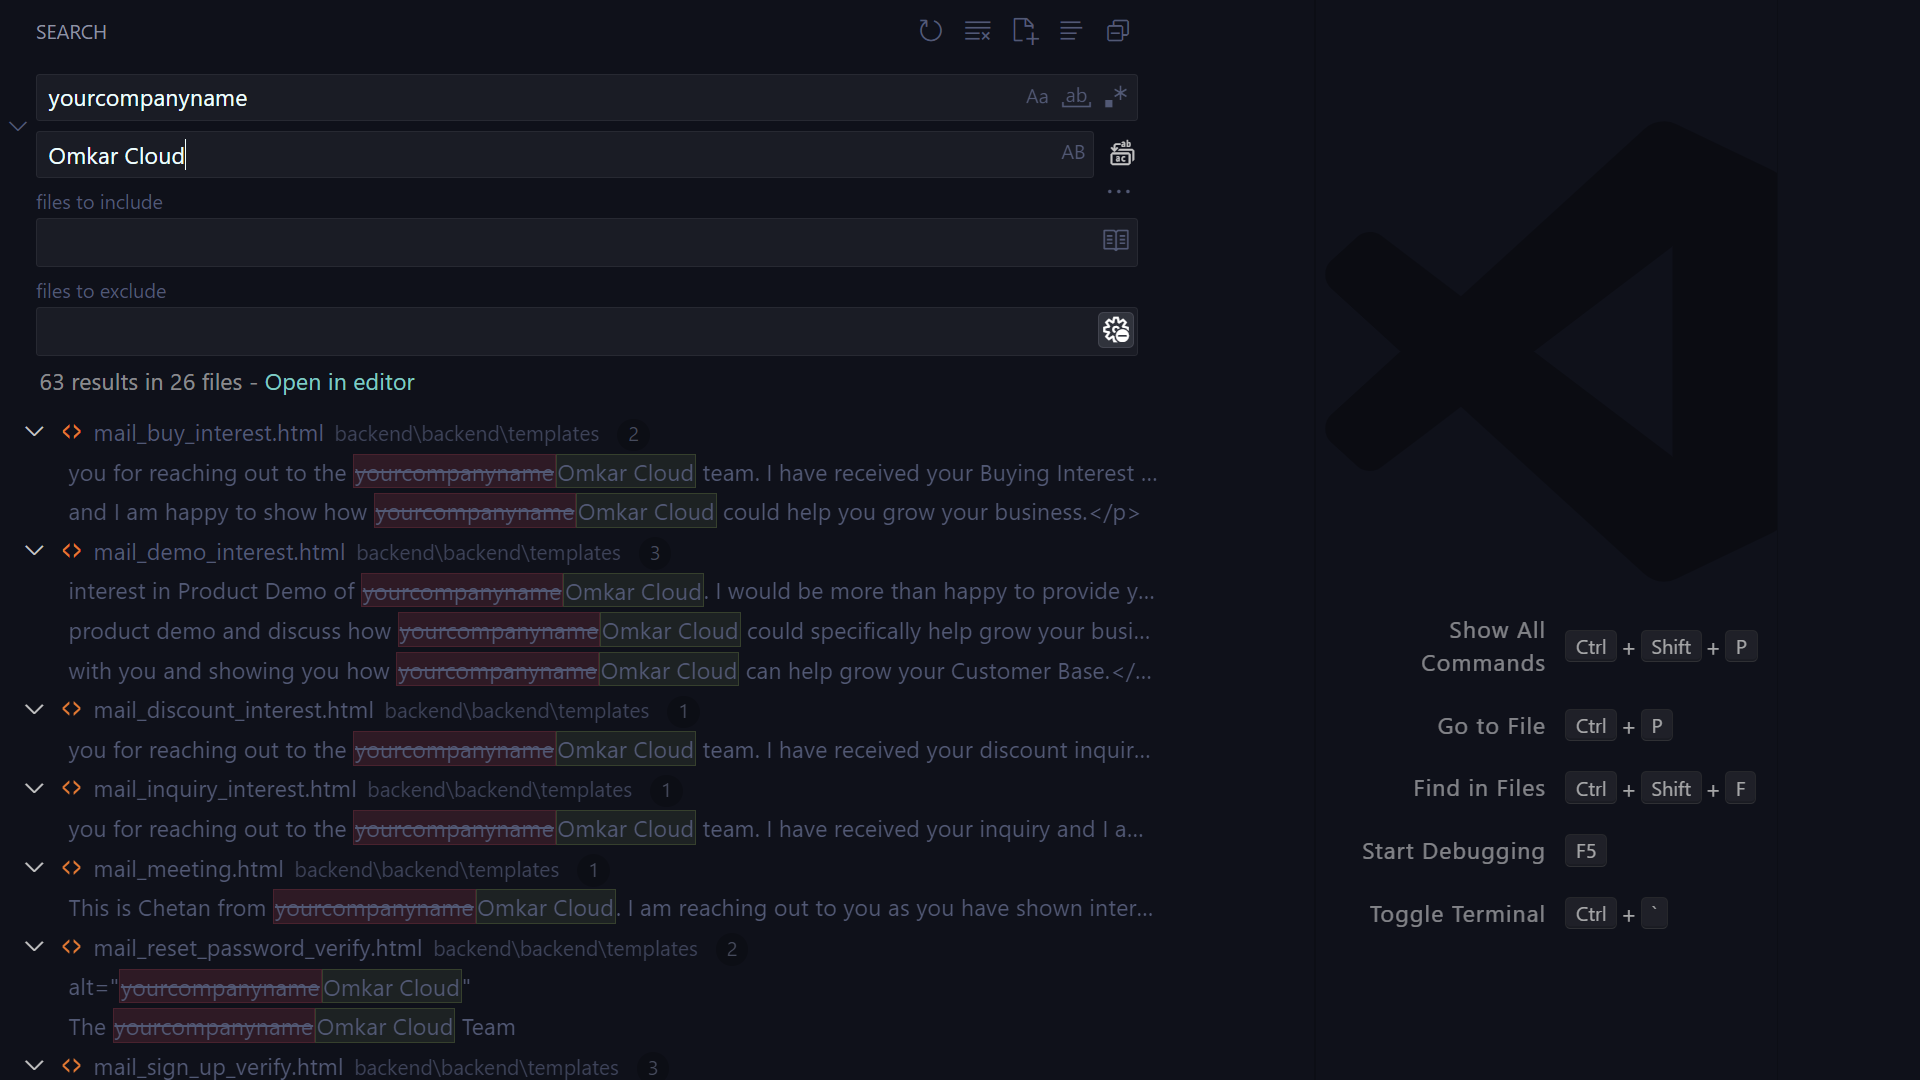 SEARCH
yourcompanyname
Aa ab
Omkar Cloud
AB
ab
ac
...
files to include
files to exclude
63 results in 26 files - Open in editor
mail_buy_interest.html backend\backend\templates 2
you for reaching out to the yourcompanynameOmkar Cloud team. I have received your Buying Interest ...
and I am happy to show how yourcompanynameOmkar Cloud could help you grow your business.</p>
mail_demo_interest.html backend\backend\templates 3
interest in Product Demo of yourcompanynameOmkar Cloud. I would be more than happy to provide y...
product demo and discuss how yourcompanynameOmkar Cloud could specifically help grow your busi...
with you and showing you how yourcompanynameOmkar Cloud can help grow your Customer Base.</...
mail_discount_interest.html backend\backend\templates 1
you for reaching out to the yourcompanynameOmkar Cloud team. I have received your discount inquir...
mail_inquiry_interest.html backend\backend\templates 1
you for reaching out to the yourcompanynameOmkar Cloud team. I have received your inquiry and I a...
mail_meeting.html backend\backend\templates 1
This is Chetan from yourcompanynameOmkar Cloud. I am reaching out to you as you have shown inter...
mail_reset_password_verify.html backend\backend\templates 2
alt="yourcompanynameOmkar Cloud"
The yourcompanynameOmkar Cloud Team
mail_sign_up_verify.html backend\backend\templates 3
Show All
Commands
Ctrl + Shift + P
Go to File Ctrl + P
Find in Files Ctrl + Shift + F
Start Debugging F5
Toggle Terminal Ctrl + `